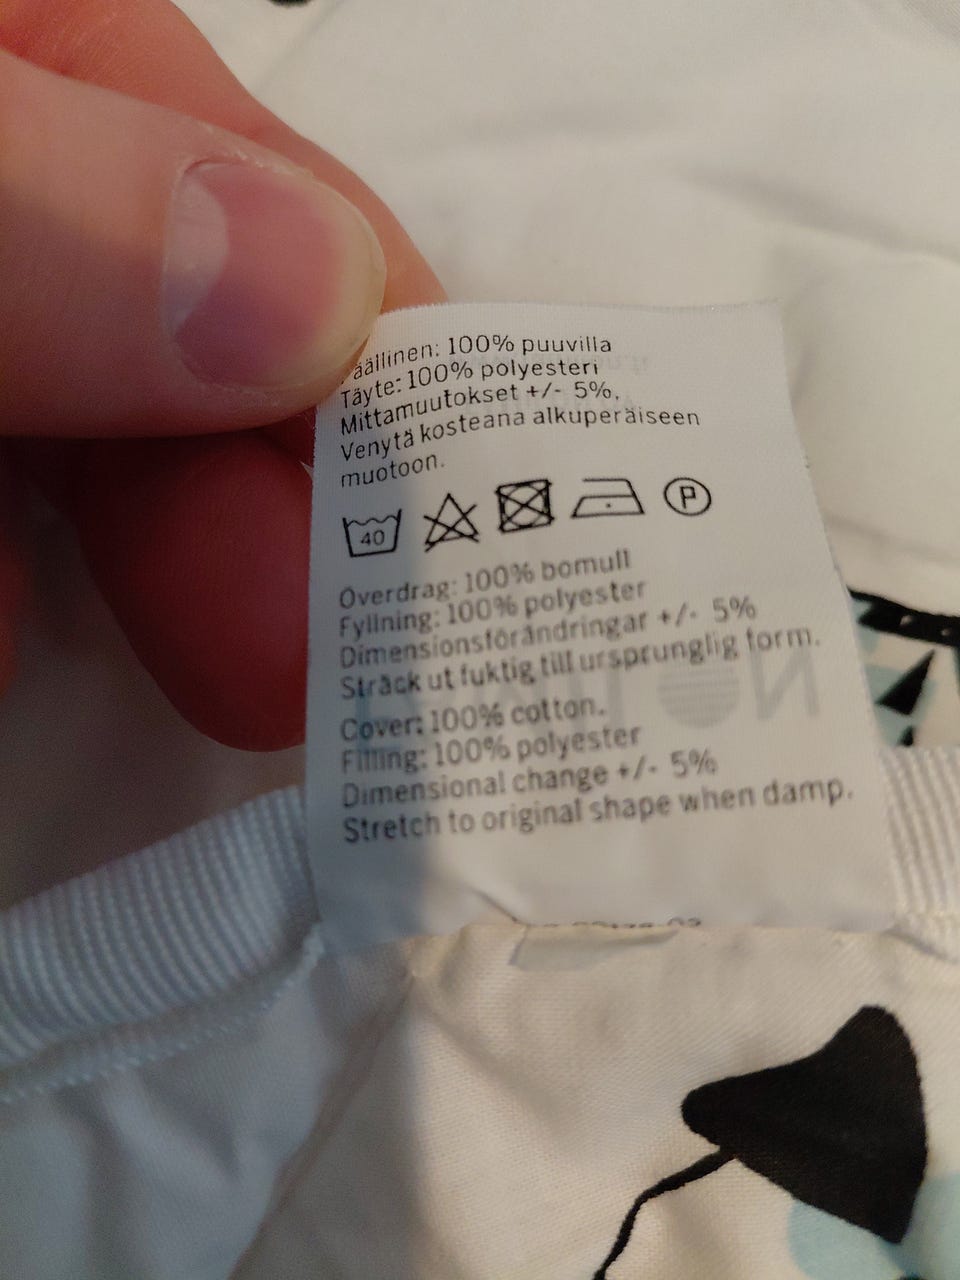 Päällinen: 100% puuvilla
Täyte: 100% polyesteri
Mittamuutokset +/- 5%.
Venytä kosteana alkuperäiseen
muotoon.
40 P
Överdrag: 100% bomull
Fyllning: 100% polyester
Dimensionsförändringar +/- 5%
Sträck ut fuktig till ursprunglig form.
Cover: 100% cotton.
Filling: 100% polyester
Dimensional change +/- 5%
Stretch to original shape when damp.